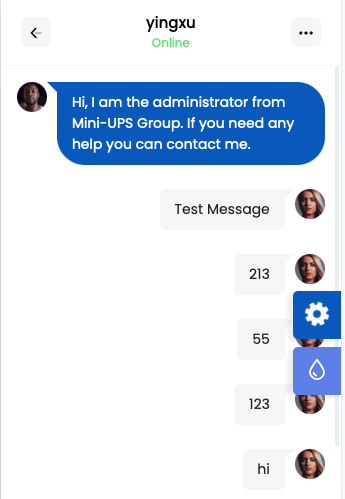 yingxu
Online
Hi, I am the administrator from
Mini-UPS Group. If you need any
help you can contact me.
Test Message
213
55
123
hi